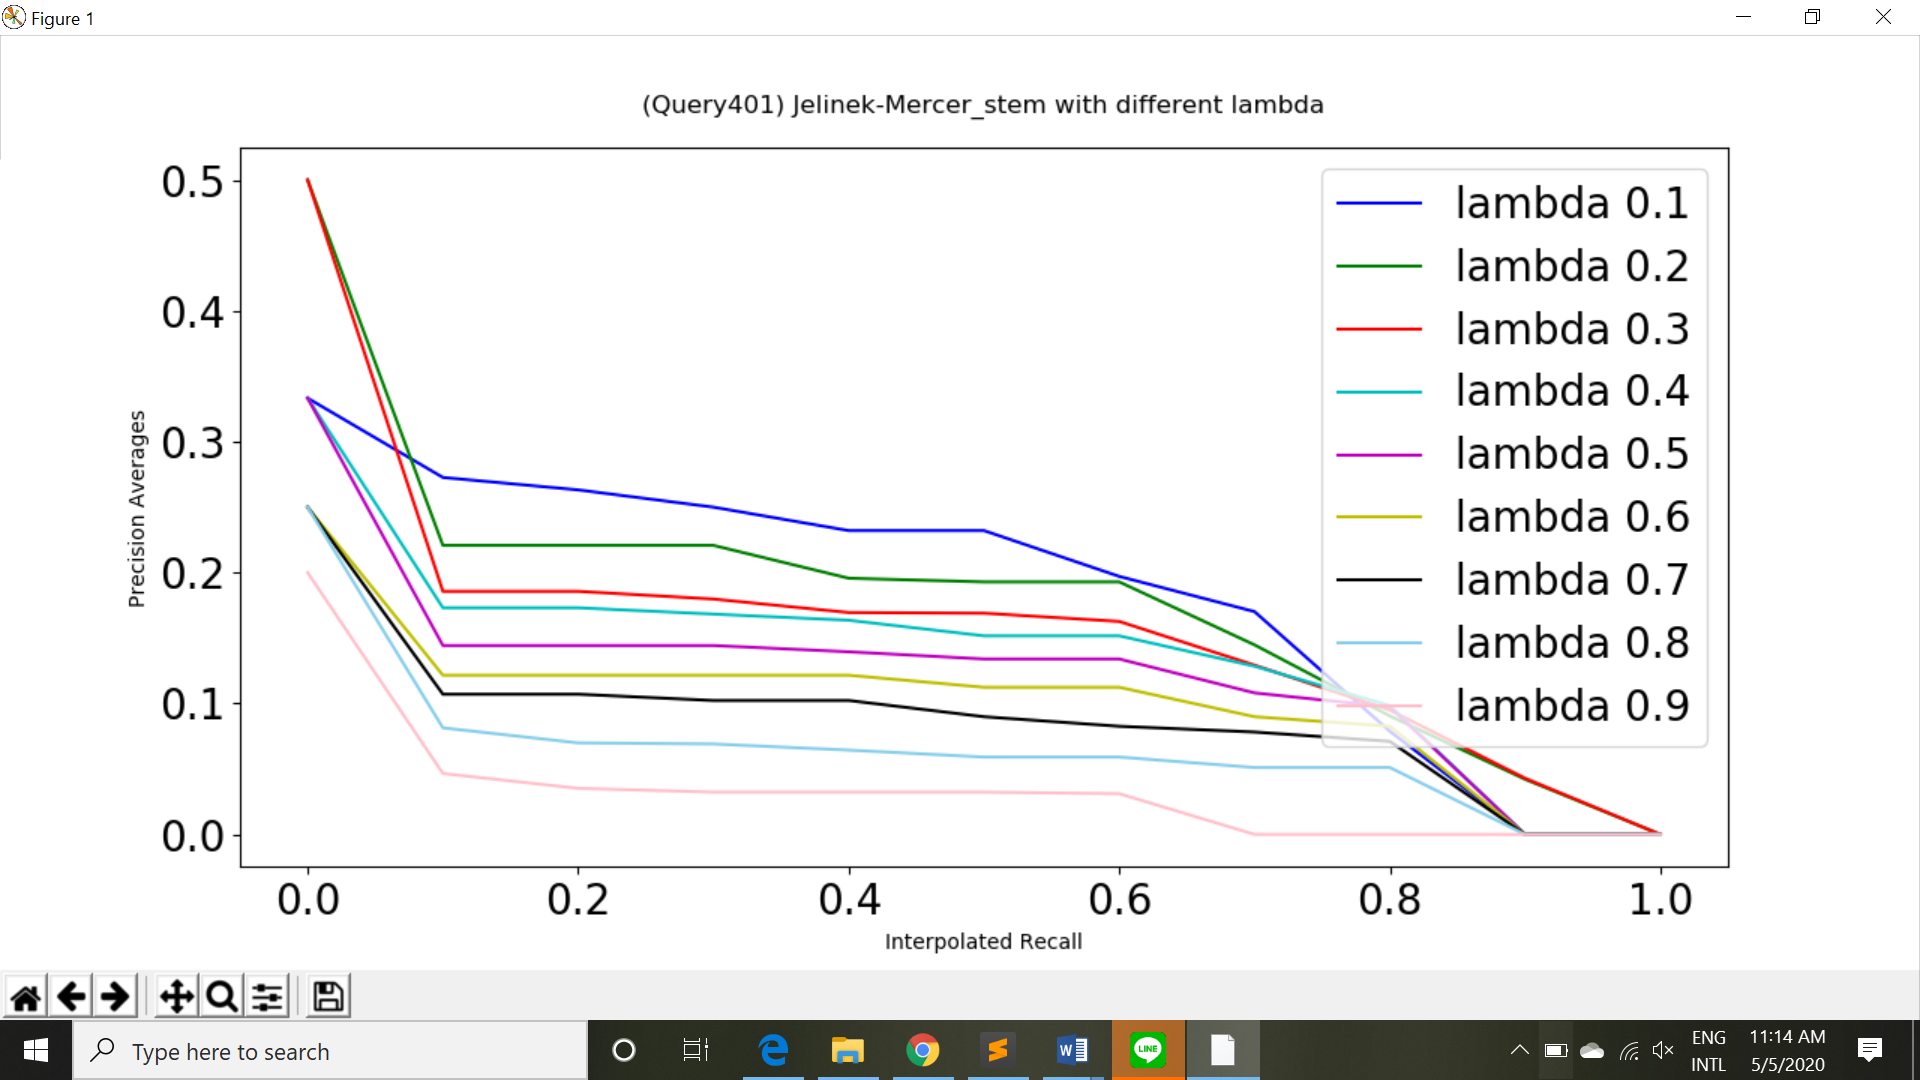 Figure 1
(Query401) Jelinek-Mercer_stem with different lambda
0.5
0.4
0.3
0.2
0.1
0.0
Precision Averages
lambda 0.1
lambda 0.2
lambda 0.3
lambda 0.4
lambda 0.5
lambda 0.6
lambda 0.7
lambda 0.8
lambda 0.9
0.0 0.2 0.4 0.6 0.8 1.0
Interpolated Recall
Type here to search
LINE
ENG
INTL
11:14 AM
5/5/2020